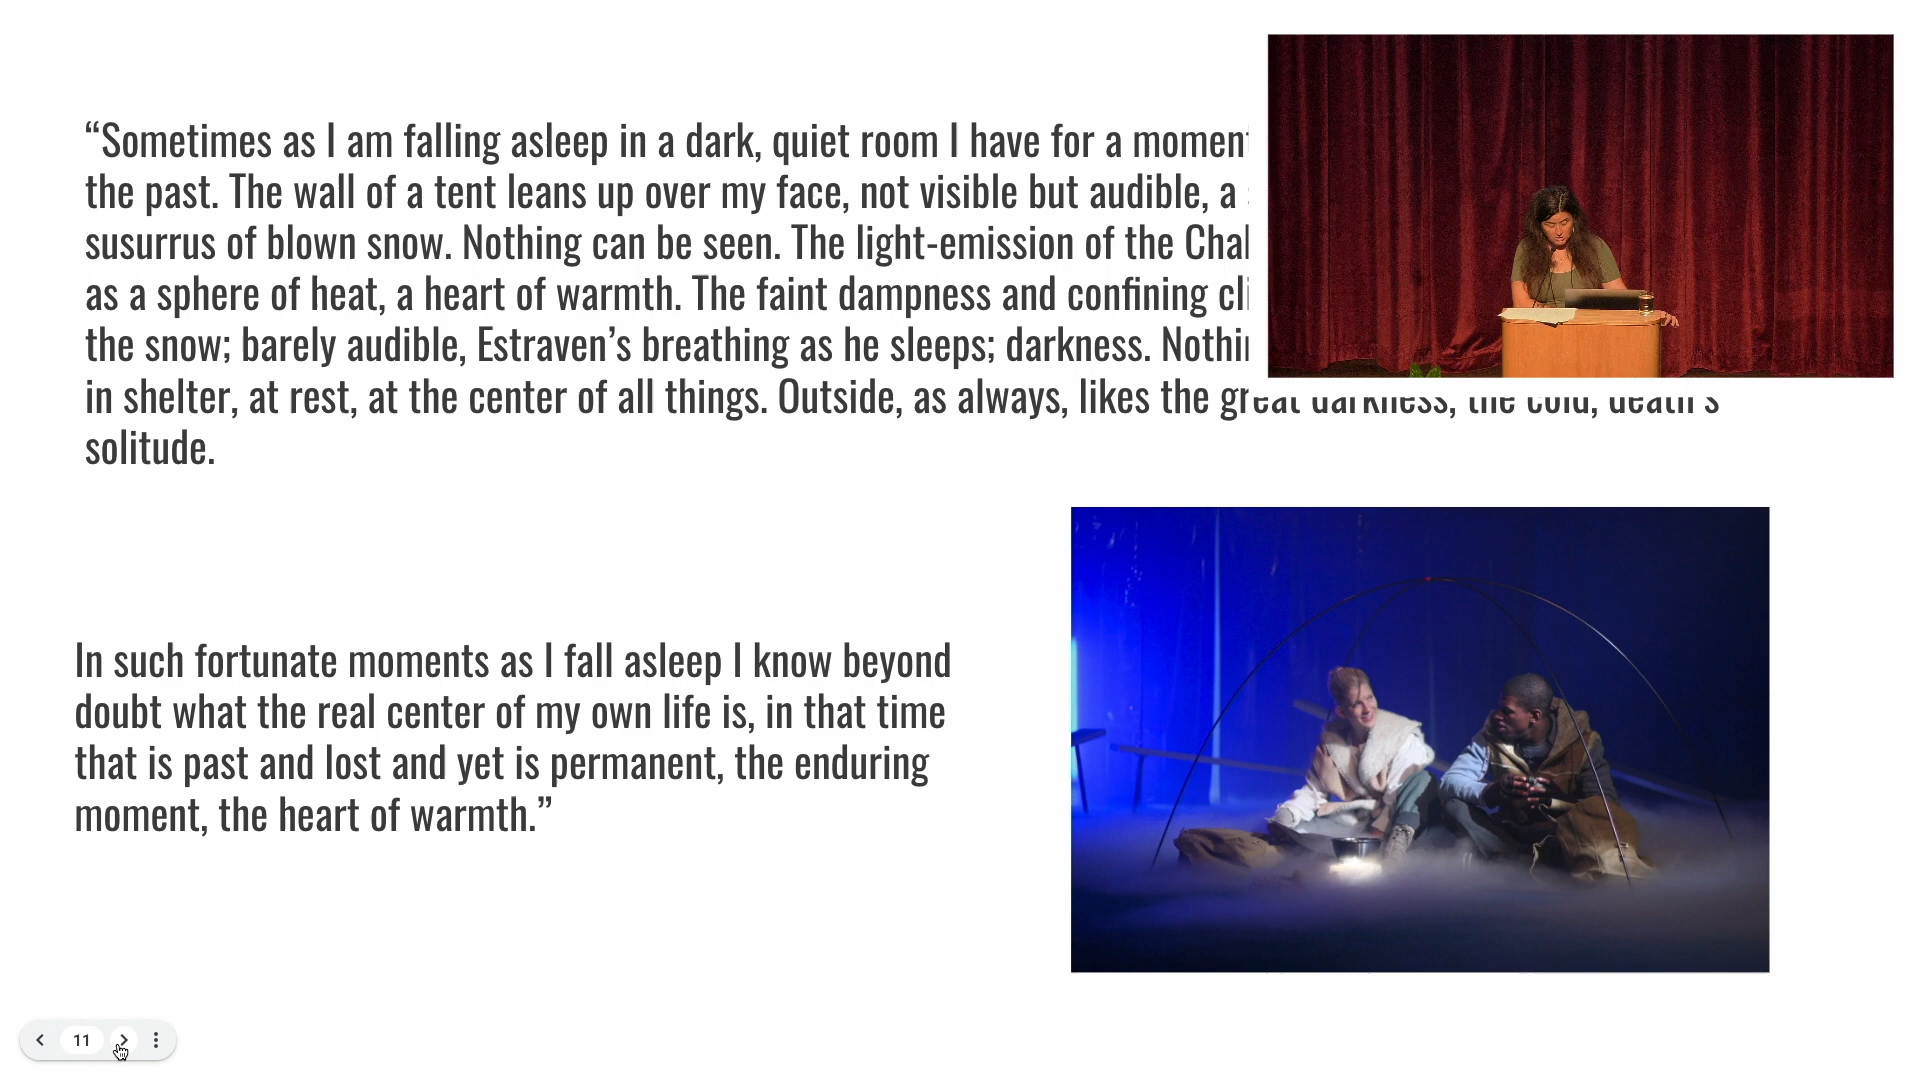 “Sometimes as I am falling asleep in a dark, quiet room I have for a moment
the past. The wall of a tent leans up over my face, not visible but audible, a
susurrus of blown snow. Nothing can be seen. The light-emission of the
as a sphere of heat, a heart of warmth. The faint dampness and confining
the snow; barely audible, Estraven’s breathing as he sleeps; darkness.
in shelter, at rest, at the center of all things. Outside, as always, likes the great darkness, the cold, death’s
solitude.
In such fortunate moments as I fall asleep I know beyond
doubt what the real center of my own life is, in that time
that is past and lost and yet is permanent, the enduring
moment, the heart of warmth.”
11